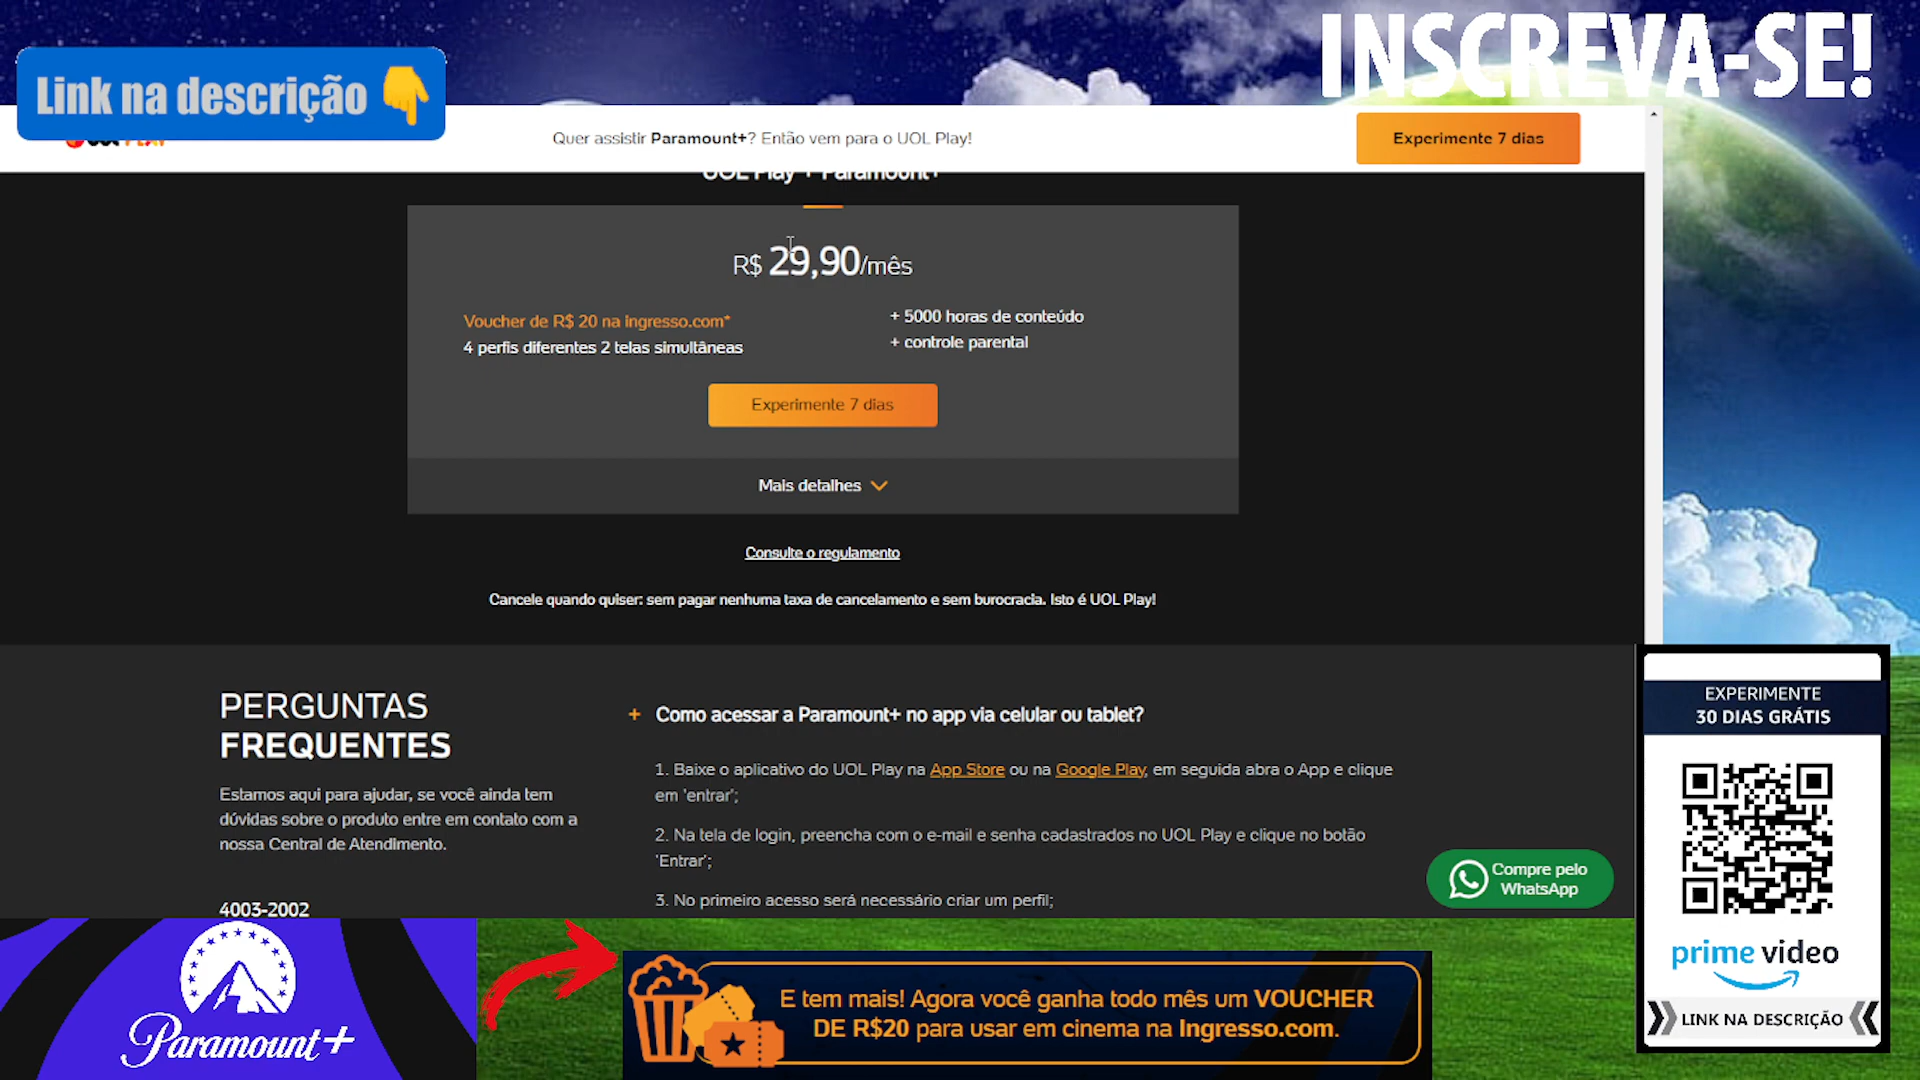 INSCREVA-SE!
Link na descrição
Quer assistir Paramount+? Então vem para o UOL Play!
Experimente 7 dias
UOL Play + Paramount+
R$ 29,90/mês
Voucher de R$ 20 na ingresso.com*
4 perfis diferentes 2 telas simultâneas
+ 5000 horas de conteúdo
+ controle parental
Experimente 7 dias
Mais detalhes
Consulte o regulamento
Cancele quando quiser: sem pagar nenhuma taxa de cancelamento e sem burocracia. Isto é UOL Play!
PERGUNTAS
FREQUENTES
Estamos aqui para ajudar, se você ainda tem
dúvidas sobre o produto entre em contato com a
nossa Central de Atendimento.
4003-2002
+ Como acessar a Paramount+ no app via celular ou tablet?
1. Baixe o aplicativo do UOL Play na App Store ou na Google Play, em seguida abra o App e clique
em 'entrar';
2. Na tela de login, preencha com o e-mail e senha cadastrados no UOL Play e clique no botão
'Entrar';
3. No primeiro acesso será necessário criar um perfil;
Compre pelo
WhatsApp
EXPERIMENTE
30 DIAS GRÁTIS
prime video
LINK NA DESCRIÇÃO
Paramount+
E tem mais! Agora você ganha todo mês um VOUCHER
DE R$20 para usar em cinema na Ingresso.com.